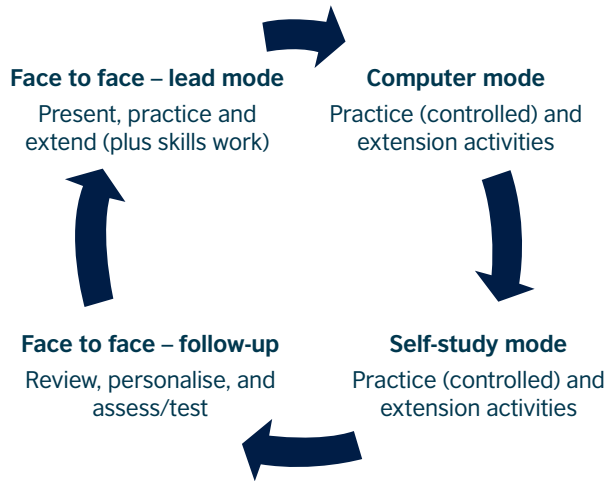 Face to face – lead mode
Present, practice and
extend (plus skills work)
Computer mode
Practice (controlled) and
extension activities
Self-study mode
Practice (controlled) and
extension activities
Face to face – follow-up
Review, personalise, and
assess/test